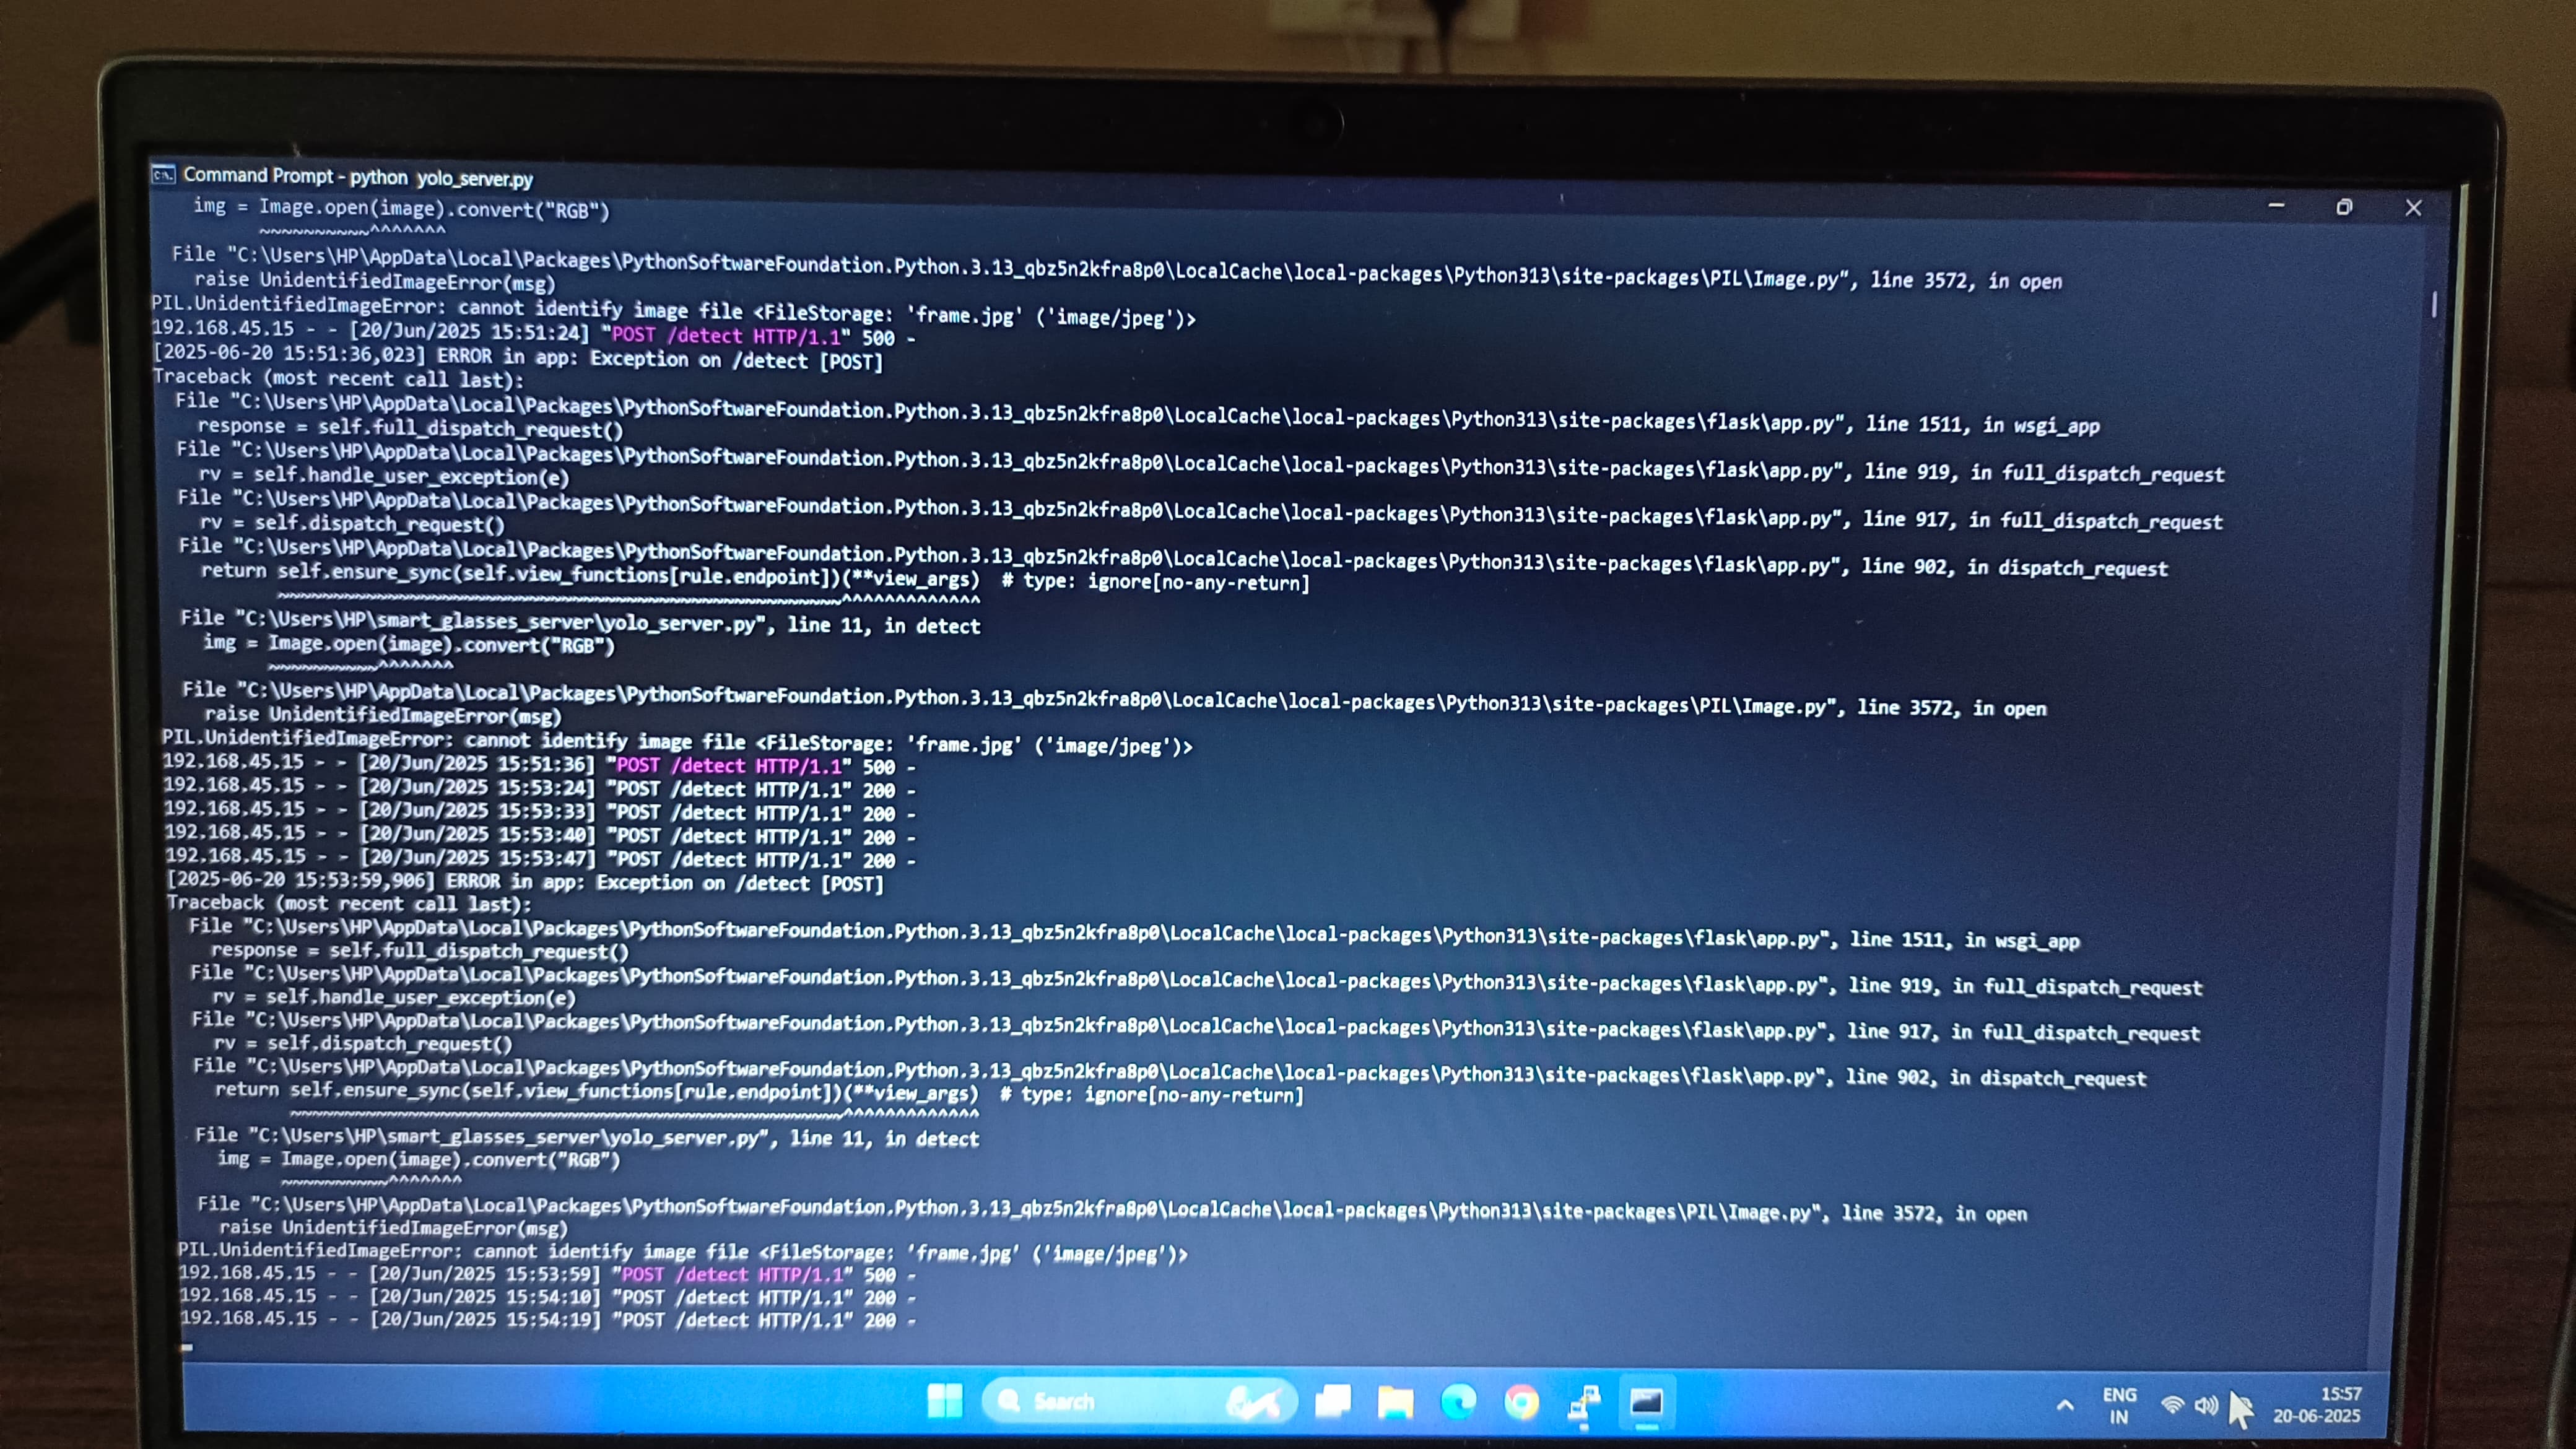 Command Prompt - python yolo_server.py
img = Image.open(image).convert("RGB")
~~~~~~~~~~^^^^^^^
File "C:\Users\HP\AppData\Local\Packages\PythonSoftwareFoundation.Python.3.13_qbz5n2kfra8p0\LocalCache\local-packages\Python313\site-packages\PIL\Image.py", line 3572, in open
raise UnidentifiedImageError(msg)
PIL.UnidentifiedImageError: cannot identify image file <FileStorage: 'frame.jpg' ('image/jpeg')>
192.168.45.15 - - [20/Jun/2025 15:51:24] "POST /detect HTTP/1.1" 500 -
[2025-06-20 15:51:36,023] ERROR in app: Exception on /detect [POST]
Traceback (most recent call last):
File "C:\Users\HP\AppData\Local\Packages\PythonSoftwareFoundation.Python.3.13_qbz5n2kfra8p0\LocalCache\local-packages\Python313\site-packages\flask\app.py", line 1511, in wsgi_app
response = self.full_dispatch_request()
File "C:\Users\HP\AppData\Local\Packages\PythonSoftwareFoundation.Python.3.13_qbz5n2kfra8p0\LocalCache\local-packages\Python313\site-packages\flask\app.py", line 919, in full_dispatch_request
rv = self.handle_user_exception(e)
File "C:\Users\HP\AppData\Local\Packages\PythonSoftwareFoundation.Python.3.13_qbz5n2kfra8p0\LocalCache\local-packages\Python313\site-packages\flask\app.py", line 917, in full_dispatch_request
rv = self.dispatch_request()
File "C:\Users\HP\AppData\Local\Packages\PythonSoftwareFoundation.Python.3.13_qbz5n2kfra8p0\LocalCache\local-packages\Python313\site-packages\flask\app.py", line 902, in dispatch_request
return self.ensure_sync(self.view_functions[rule.endpoint])(**view_args)  # type: ignore[no-any-return]
~~~~~~~~~~~~~~~~~~~~~~~~~~~~~~~~~~~~~~~~~~~~~~~~~~~~^^^^^^^^^^^^^
File "C:\Users\HP\smart_glasses_server\yolo_server.py", line 11, in detect
img = Image.open(image).convert("RGB")
~~~~~~~~~~^^^^^^^
File "C:\Users\HP\AppData\Local\Packages\PythonSoftwareFoundation.Python.3.13_qbz5n2kfra8p0\LocalCache\local-packages\Python313\site-packages\PIL\Image.py", line 3572, in open
raise UnidentifiedImageError(msg)
PIL.UnidentifiedImageError: cannot identify image file <FileStorage: 'frame.jpg' ('image/jpeg')>
192.168.45.15 - - [20/Jun/2025 15:51:36] "POST /detect HTTP/1.1" 500 -
192.168.45.15 - - [20/Jun/2025 15:53:24] "POST /detect HTTP/1.1" 200 -
192.168.45.15 - - [20/Jun/2025 15:53:33] "POST /detect HTTP/1.1" 200 -
192.168.45.15 - - [20/Jun/2025 15:53:40] "POST /detect HTTP/1.1" 200 -
192.168.45.15 - - [20/Jun/2025 15:53:47] "POST /detect HTTP/1.1" 200 -
[2025-06-20 15:53:59,906] ERROR in app: Exception on /detect [POST]
Traceback (most recent call last):
File "C:\Users\HP\AppData\Local\Packages\PythonSoftwareFoundation.Python.3.13_qbz5n2kfra8p0\LocalCache\local-packages\Python313\site-packages\flask\app.py", line 1511, in wsgi_app
response = self.full_dispatch_request()
File "C:\Users\HP\AppData\Local\Packages\PythonSoftwareFoundation.Python.3.13_qbz5n2kfra8p0\LocalCache\local-packages\Python313\site-packages\flask\app.py", line 919, in full_dispatch_request
rv = self.handle_user_exception(e)
File "C:\Users\HP\AppData\Local\Packages\PythonSoftwareFoundation.Python.3.13_qbz5n2kfra8p0\LocalCache\local-packages\Python313\site-packages\flask\app.py", line 917, in full_dispatch_request
rv = self.dispatch_request()
File "C:\Users\HP\AppData\Local\Packages\PythonSoftwareFoundation.Python.3.13_qbz5n2kfra8p0\LocalCache\local-packages\Python313\site-packages\flask\app.py", line 902, in dispatch_request
return self.ensure_sync(self.view_functions[rule.endpoint])(**view_args)  # type: ignore[no-any-return]
~~~~~~~~~~~~~~~~~~~~~~~~~~~~~~~~~~~~~~~~~~~~~~~~~~~~^^^^^^^^^^^^^
File "C:\Users\HP\smart_glasses_server\yolo_server.py", line 11, in detect
img = Image.open(image).convert("RGB")
~~~~~~~~~~^^^^^^^
File "C:\Users\HP\AppData\Local\Packages\PythonSoftwareFoundation.Python.3.13_qbz5n2kfra8p0\LocalCache\local-packages\Python313\site-packages\PIL\Image.py", line 3572, in open
raise UnidentifiedImageError(msg)
PIL.UnidentifiedImageError: cannot identify image file <FileStorage: 'frame.jpg' ('image/jpeg')>
192.168.45.15 - - [20/Jun/2025 15:53:59] "POST /detect HTTP/1.1" 500 -
192.168.45.15 - - [20/Jun/2025 15:54:10] "POST /detect HTTP/1.1" 200 -
192.168.45.15 - - [20/Jun/2025 15:54:19] "POST /detect HTTP/1.1" 200 -
Search
ENG
IN
15:57
20-06-2025